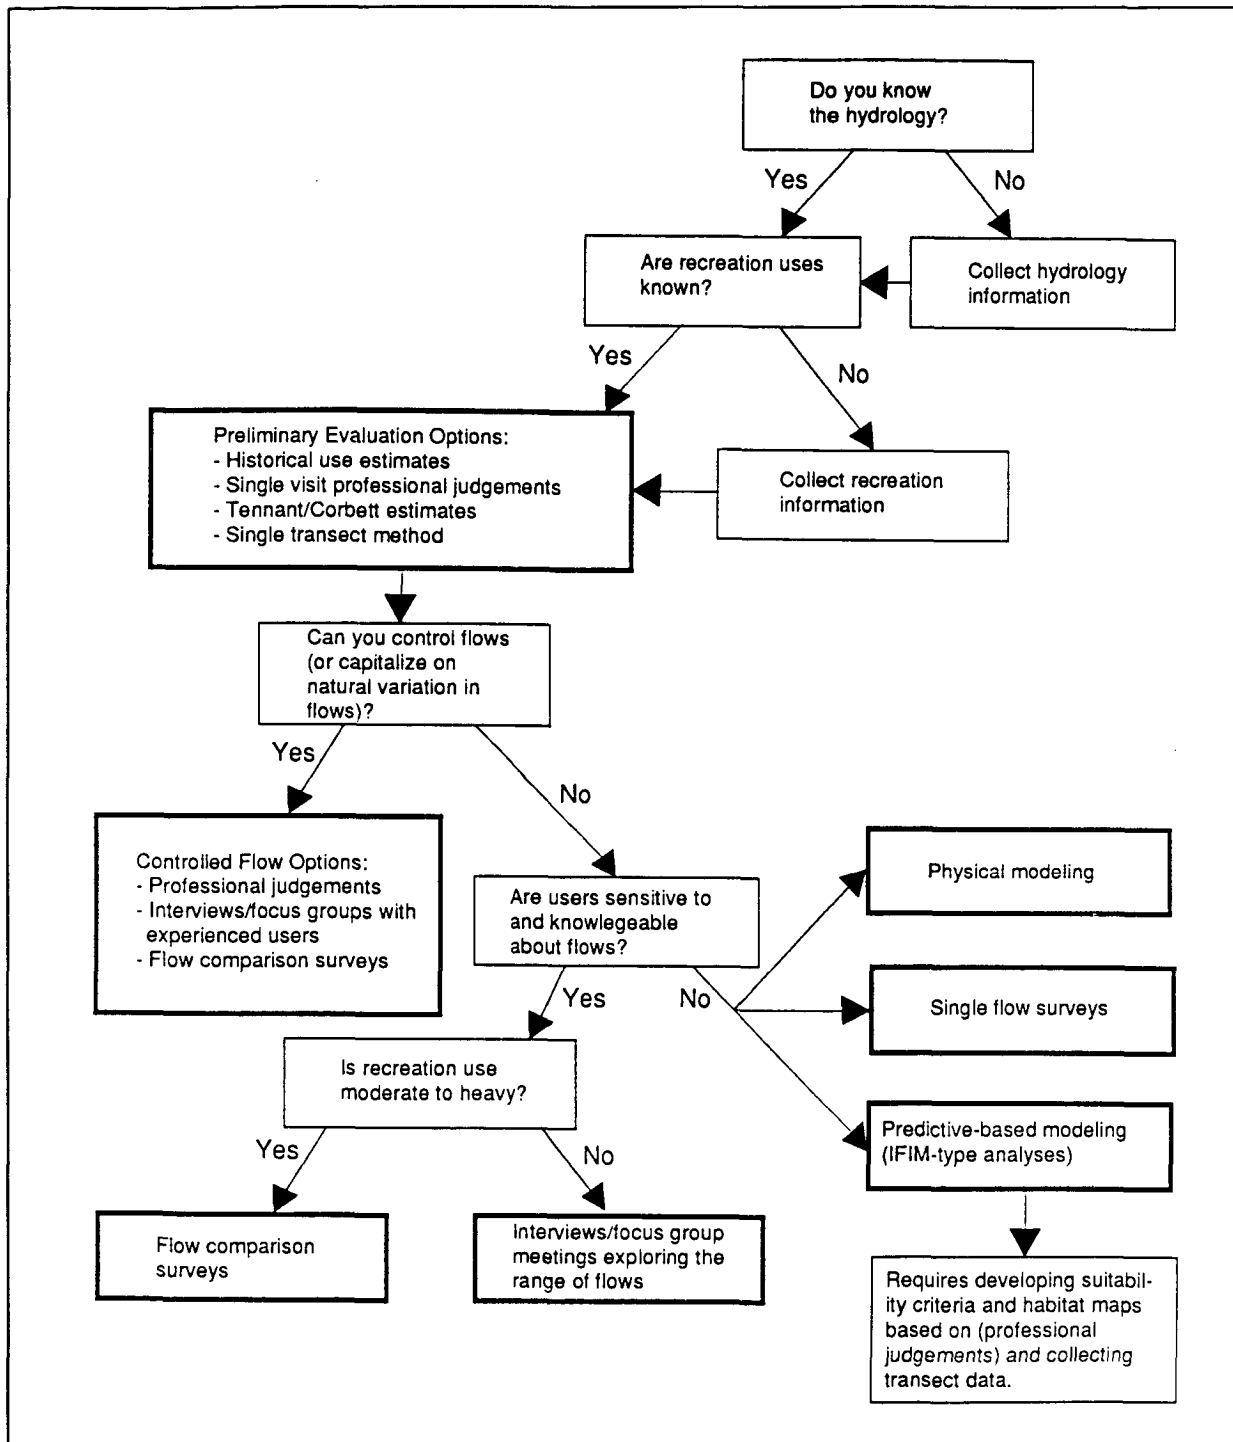 Do you know
the hydrology?
Yes
No
Are recreation uses
known?
Collect hydrology
information
Yes
No
Preliminary Evaluation Options:
- Historical use estimates
- Single visit professional judgements
- Tennant/Corbett estimates
- Single transect method
Collect recreation
information
Can you control flows
(or capitalize on
natural variation in
flows)?
Yes
No
Controlled Flow Options:
- Professional judgements
- Interviews/focus groups with
experienced users
- Flow comparison surveys
Are users sensitive to
and knowlegeable
about flows?
Physical modeling
Yes
No
Single flow surveys
Is recreation use
moderate to heavy?
Predictive-based modeling
(IFIM-type analyses)
Yes
No
Flow comparison
surveys
Interviews/focus group
meetings exploring the
range of flows
Requires developing suitabil-
ity criteria and habitat maps
based on (professional
judgements) and collecting
transect data.